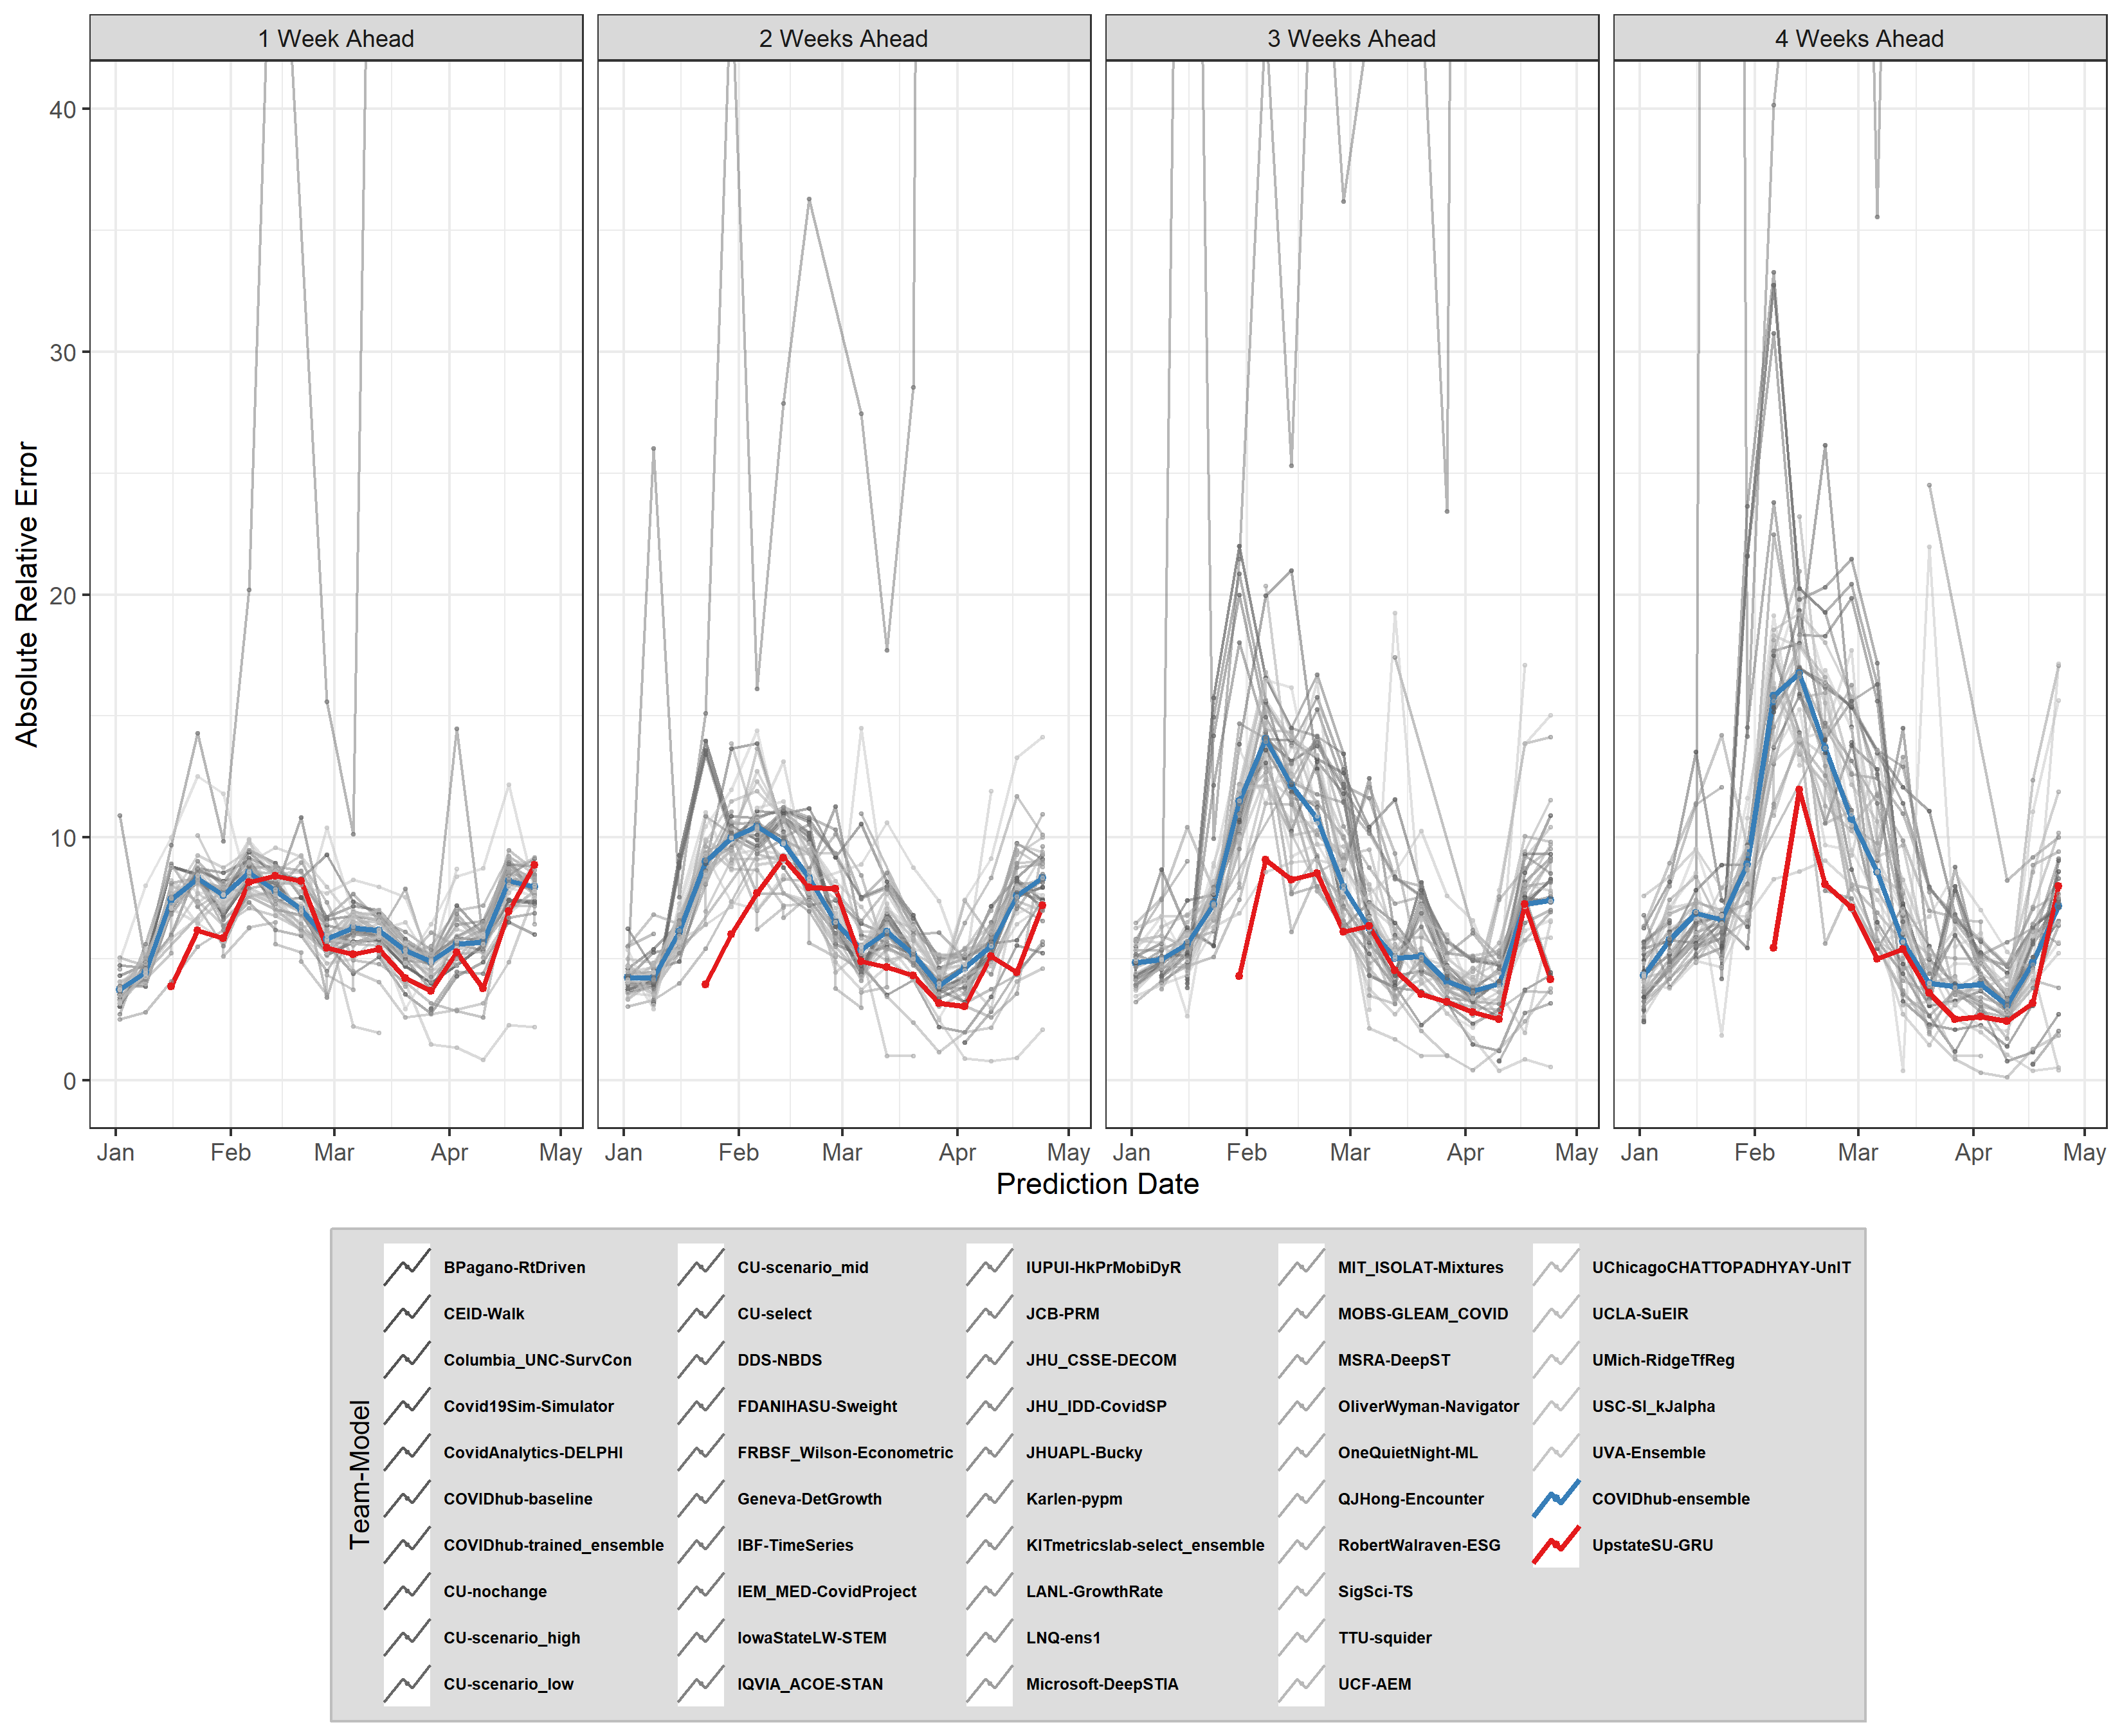 1 Week Ahead
2 Weeks Ahead
3 Weeks Ahead
4 Weeks Ahead
Absolute Relative Error
40
30
20
10
0
Jan Feb Mar Apr May
Jan Feb Mar Apr May
Jan Feb Mar Apr May
Jan Feb Mar Apr May
Prediction Date
Team-Model
BPagano-RtDriven
CEID-Walk
Columbia_UNC-SurvCon
Covid19Sim-Simulator
CovidAnalytics-DELPHI
COVIDhub-baseline
COVIDhub-trained_ensemble
CU-nochange
CU-scenario_high
CU-scenario_low
CU-scenario_mid
CU-select
DDS-NBDS
FDANIHASU-Sweight
FRBSF_Wilson-Econometric
Geneva-DetGrowth
IBF-TimeSeries
IEM_MED-CovidProject
IowaStateLW-STEM
IQVIA_ACOE-STAN
IUPUI-HkPrMobiDyR
JCB-PRM
JHU_CSSE-DECOM
JHU_IDD-CovidSP
JHUAPL-Bucky
Karlen-pypm
KITmetricslab-select_ensemble
LANL-GrowthRate
LNQ-ens1
Microsoft-DeepSTIA
MIT_ISOLAT-Mixtures
MOBS-GLEAM_COVID
MSRA-DeepST
OliverWyman-Navigator
OneQuietNight-ML
QJHong-Encounter
RobertWalraven-ESG
SigSci-TS
TTU-squider
UCF-AEM
UChicagoCHATTOPADHYAY-UnIT
UCLA-SuEIR
UMich-RidgeTfReg
USC-SI_kJalpha
UVA-Ensemble
COVIDhub-ensemble
UpstateSU-GRU